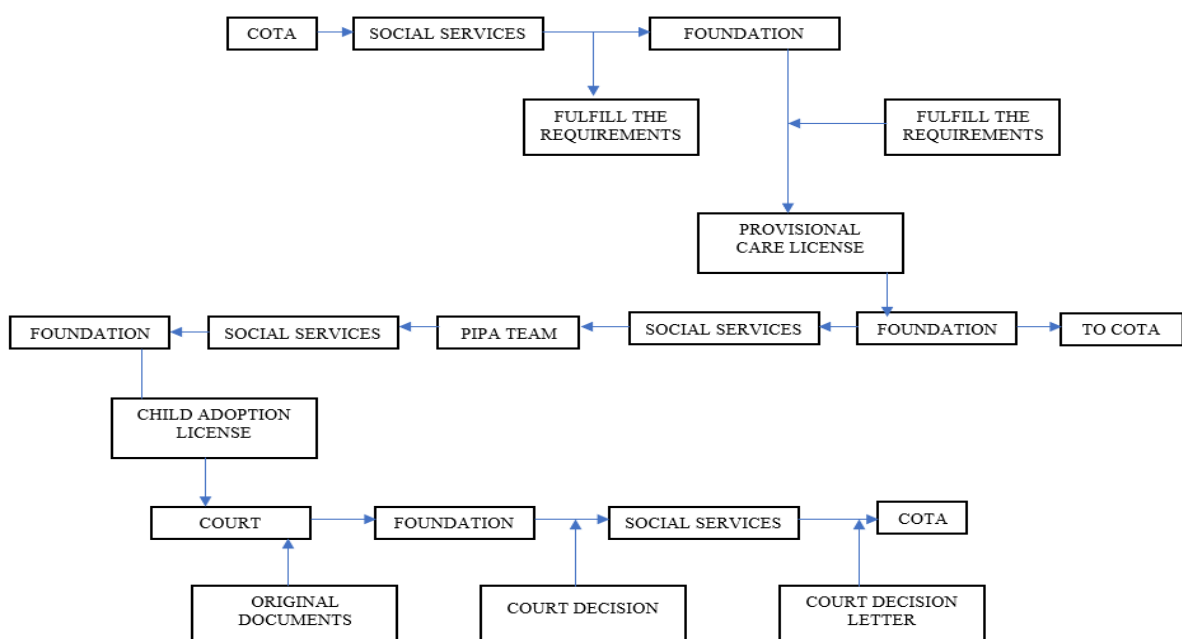 COTA
SOCIAL SERVICES
FOUNDATION
FULFILL THE
REQUIREMENTS
FULFILL THE
REQUIREMENTS
PROVISIONAL
CARE LICENSE
FOUNDATION
SOCIAL SERVICES
PIPA TEAM
SOCIAL SERVICES
FOUNDATION
TO COTA
CHILD ADOPTION
LICENSE
COURT
FOUNDATION
SOCIAL SERVICES
COTA
ORIGINAL
DOCUMENTS
COURT DECISION
COURT DECISION
LETTER